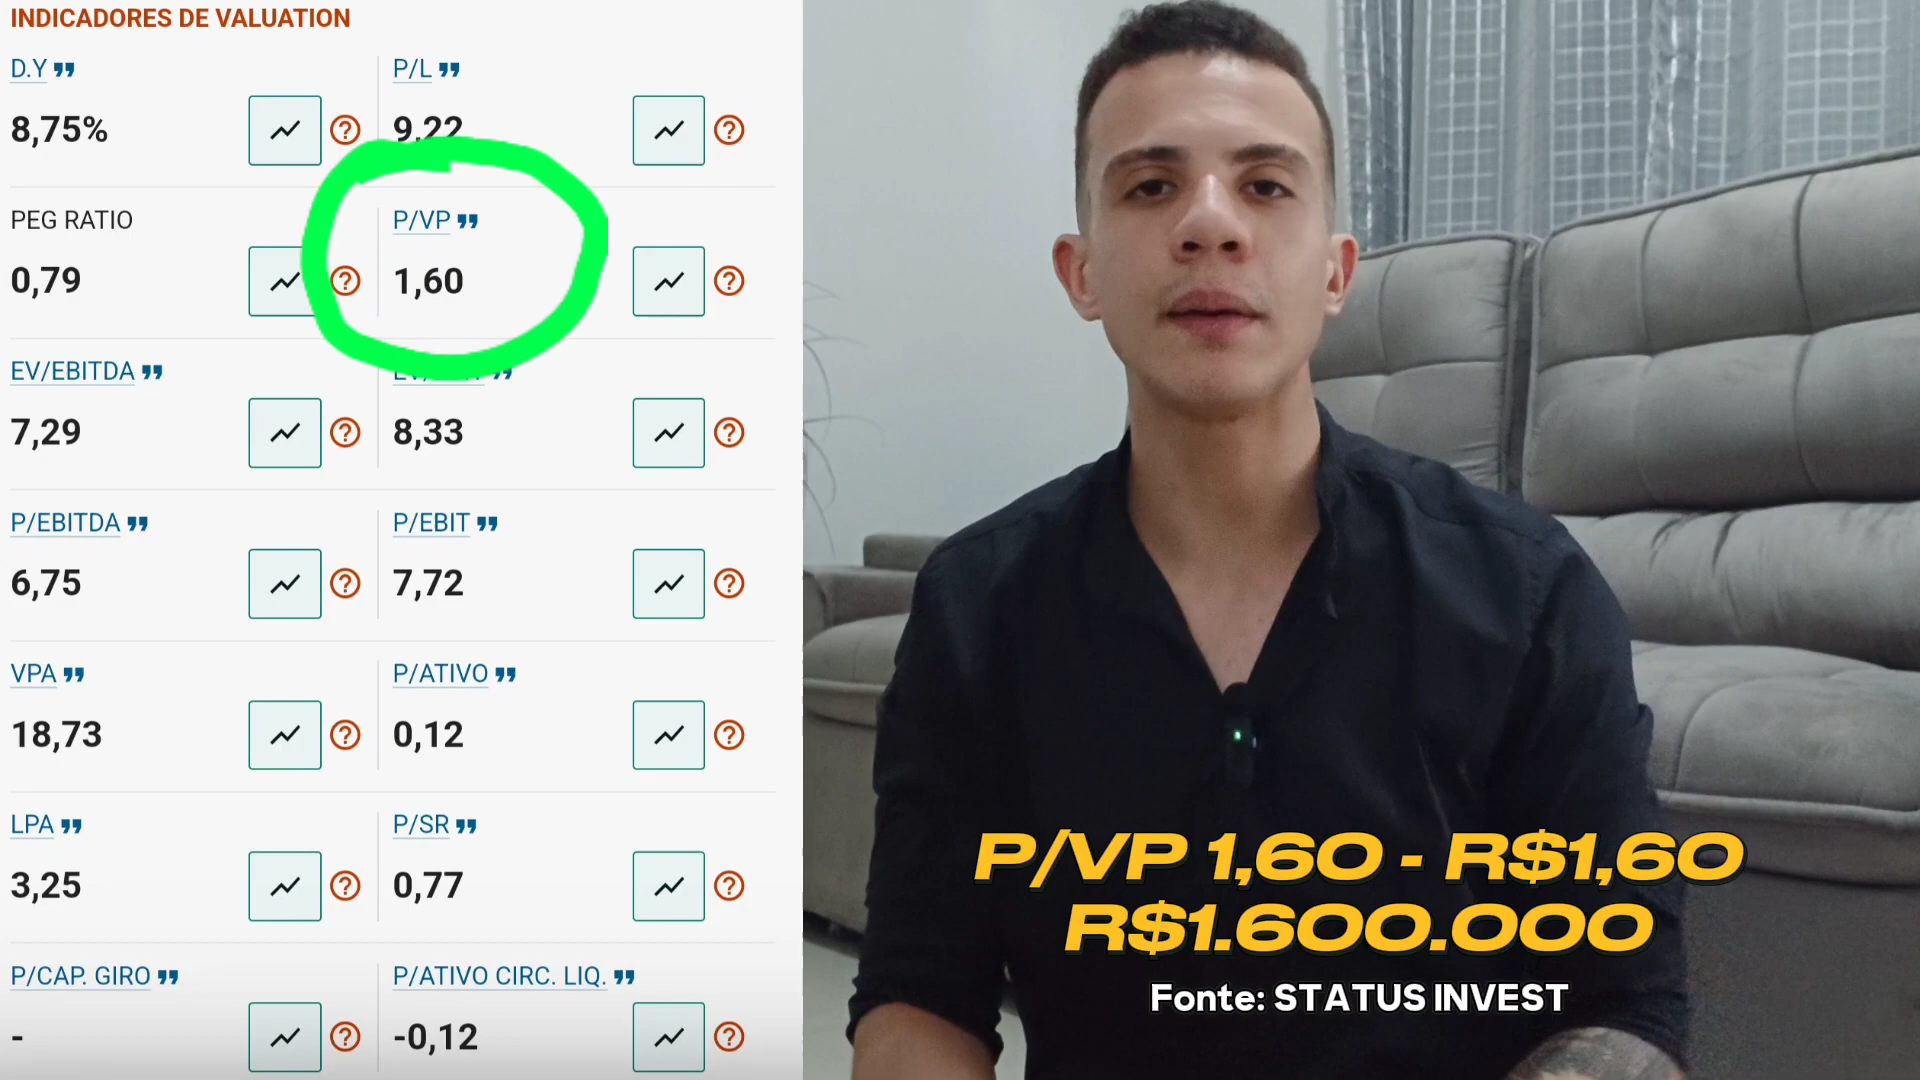 INDICADORES DE VALUATION
D.Y
P/L
8,75%
9,22
PEG RATIO
P/VP
0,79
1,60
EV/EBITDA
7,29
8,33
P/EBITDA
P/EBIT
6,75
7,72
VPA
P/ATIVO
18,73
0,12
LPA
P/SR
3,25
0,77
P/CAP. GIRO
P/ATIVO CIRC. LIQ.
-
-0,12
P/VP 1,60 - R$1,60
R$1.600.000
Fonte: STATUS INVEST